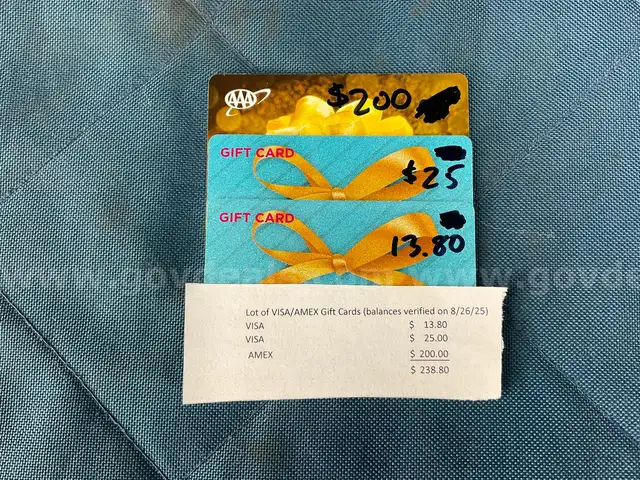 AAA
$200
GIFT CARD
$25
GIFT CARD
13.80
Lot of VISA/AMEX Gift Cards (balances verified on 8/26/25)
VISA $ 13.80
VISA $ 25.00
AMEX $ 200.00
$ 238.80